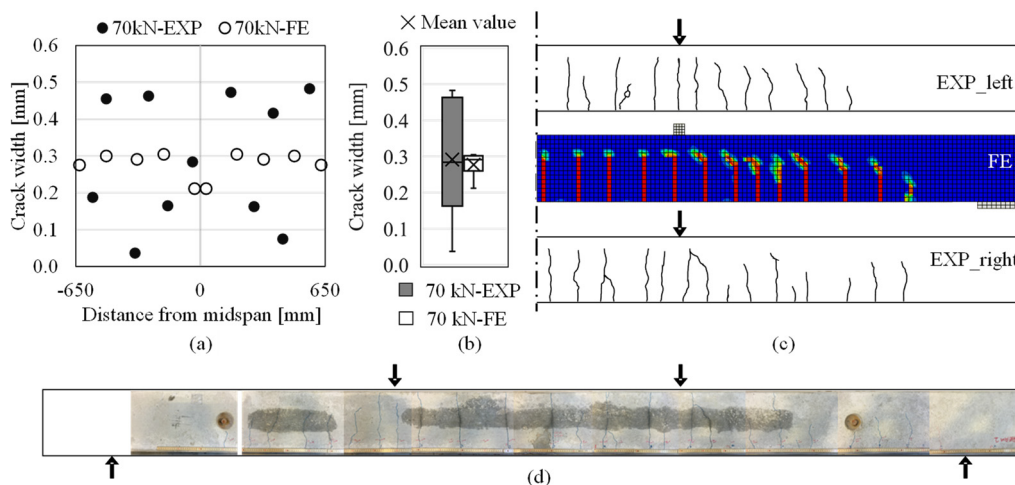 70kN-EXP 70kN-FE
Crack width [mm]
0.6
0.5
0.4
0.3
0.2
0.1
0.0
-650 0 650
Distance from midspan [mm]
(a)
Mean value
Crack width [mm]
0.6
0.5
0.4
0.3
0.2
0.1
0.0
70 kN-EXP
70 kN-FE
(b)
EXP_left
FE
EXP_right
(c)
(d)